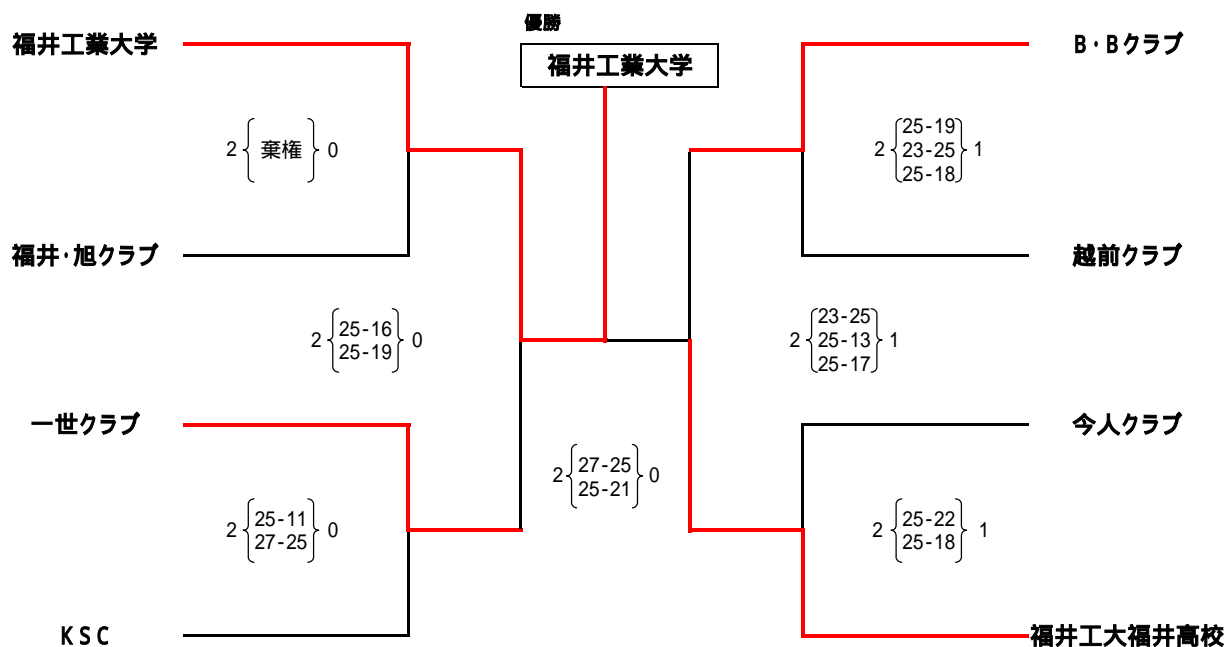 優勝
福井工業大学
福井工業大学
B・Bクラブ
2 棄権 0
25-19
2 23-25 1
25-18
福井・旭クラブ
越前クラブ
2 25-16 0
25-19
23-25
2 25-13 1
25-17
一世クラブ
今人クラブ
2 27-25 0
25-21
2 25-11 0
27-25
2 25-22 1
25-18
KSC
福井工大福井高校